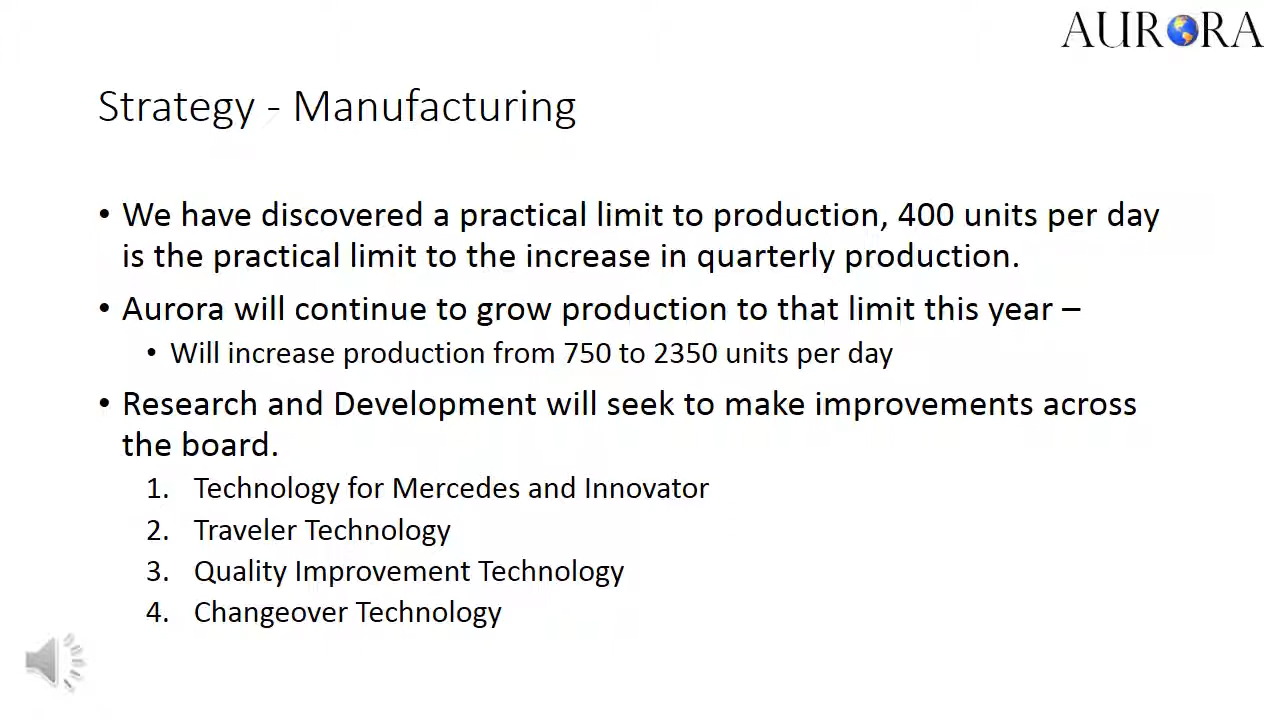 AURORA
Strategy - Manufacturing
• We have discovered a practical limit to production, 400 units per day
is the practical limit to the increase in quarterly production.
• Aurora will continue to grow production to that limit this year –
• Will increase production from 750 to 2350 units per day
• Research and Development will seek to make improvements across
the board.
1. Technology for Mercedes and Innovator
2. Traveler Technology
3. Quality Improvement Technology
4. Changeover Technology